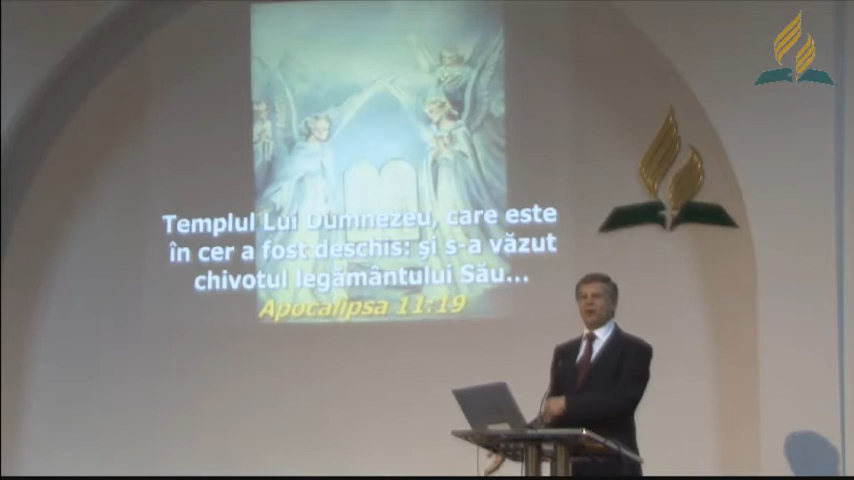 Templul Lui Dumnezeu, care este
în cer a fost deschis: şi s-a văzut
chivotul legământului Său...
Apocalipsa 11:19